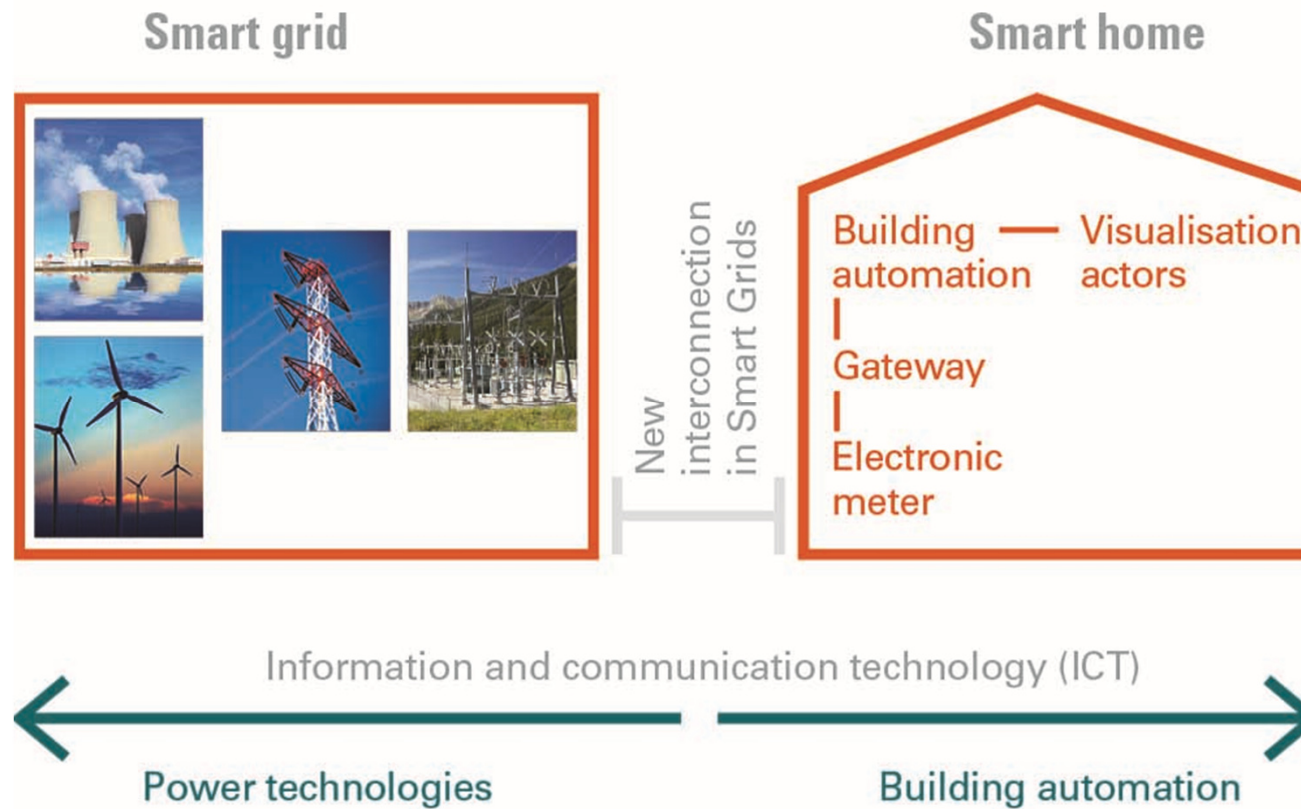 Smart grid
Smart home
New
interconnection
in Smart Grids
Building — Visualisation
automation actors
Gateway
Electronic
meter
Information and communication technology (ICT)
Power technologies
Building automation